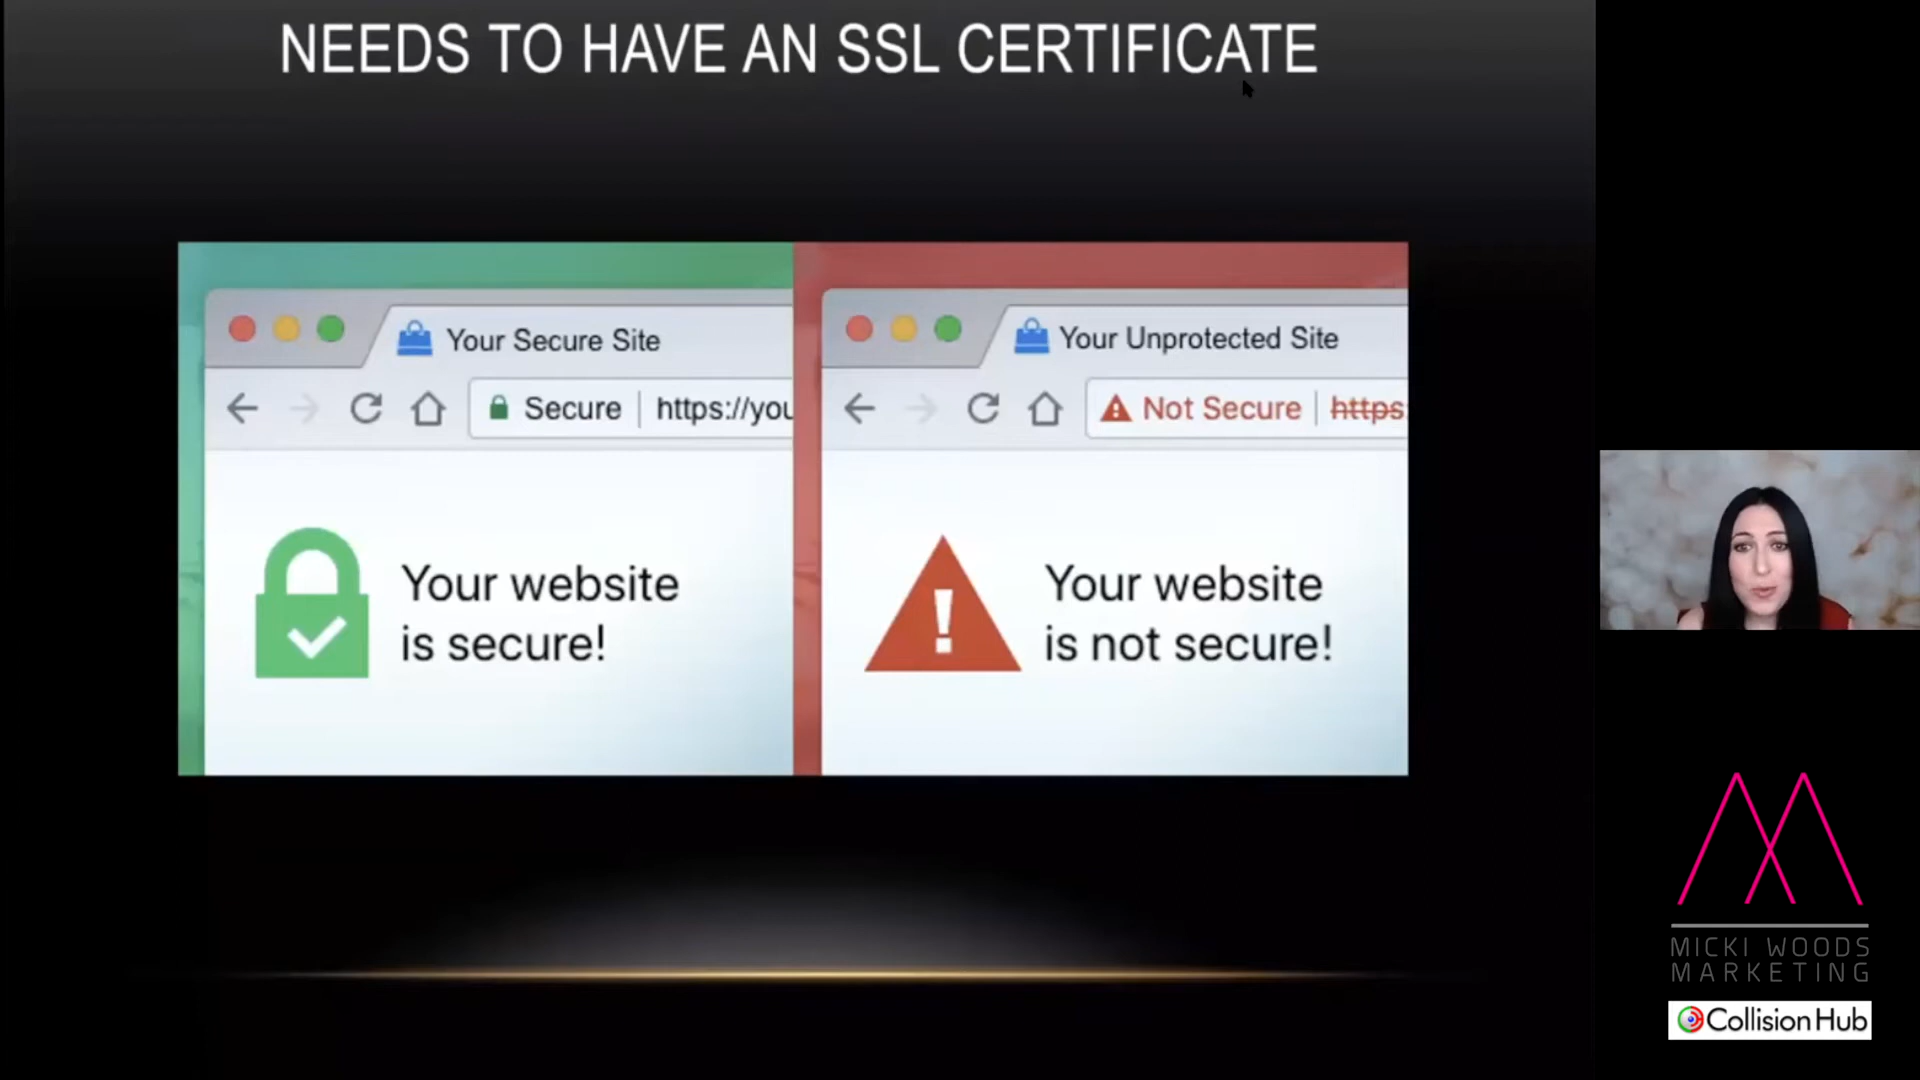 NEEDS TO HAVE AN SSL CERTIFICATE
Your Secure Site
Secure
https://you
Your website
is secure!
Your Unprotected Site
Not Secure
https:
Your website
is not secure!
MICKI WOODS
MARKETING
Collision Hub